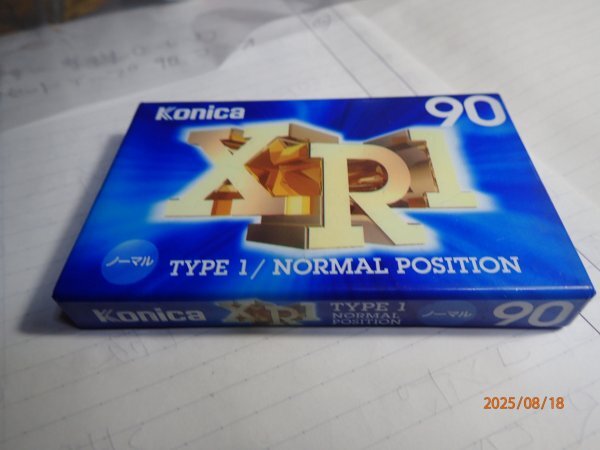 Konica
90
XR1
ノーマル
TYPE 1/ NORMAL POSITION
Konica XR1 TYPE 1 NORMAL POSITION ノーマル 90
2025/08/18